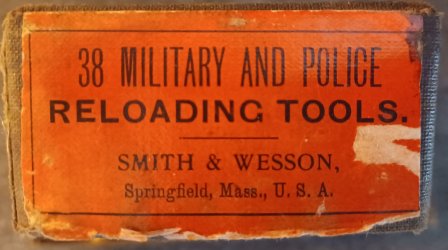 38 MILITARY AND POLICE
RELOADING TOOLS.
SMITH & WESSON,
Springfield, Mass., U. S. A.